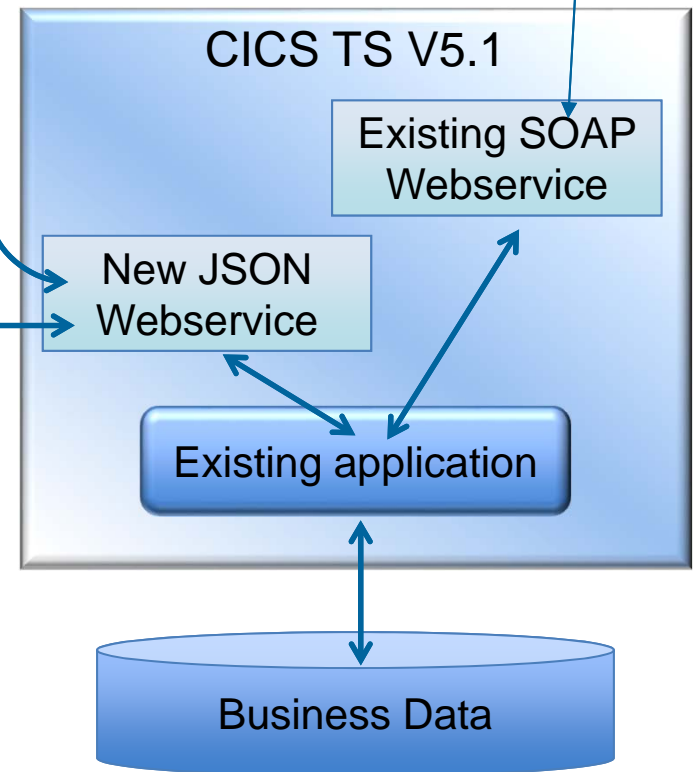 CICS TS V5.1
Existing SOAP
Webservice
New JSON
Webservice
Existing application
Business Data